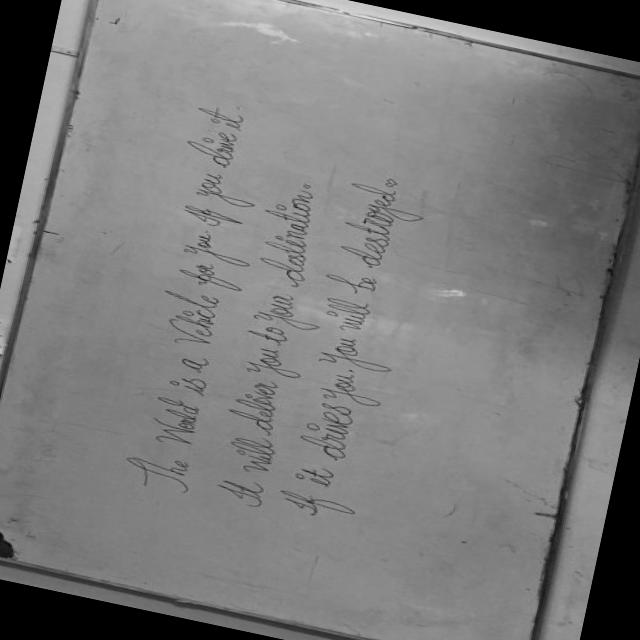 The World is a Vehicle for you if you drive it
It will deliver you to your destination.
If it drives you, You will be destroyed.